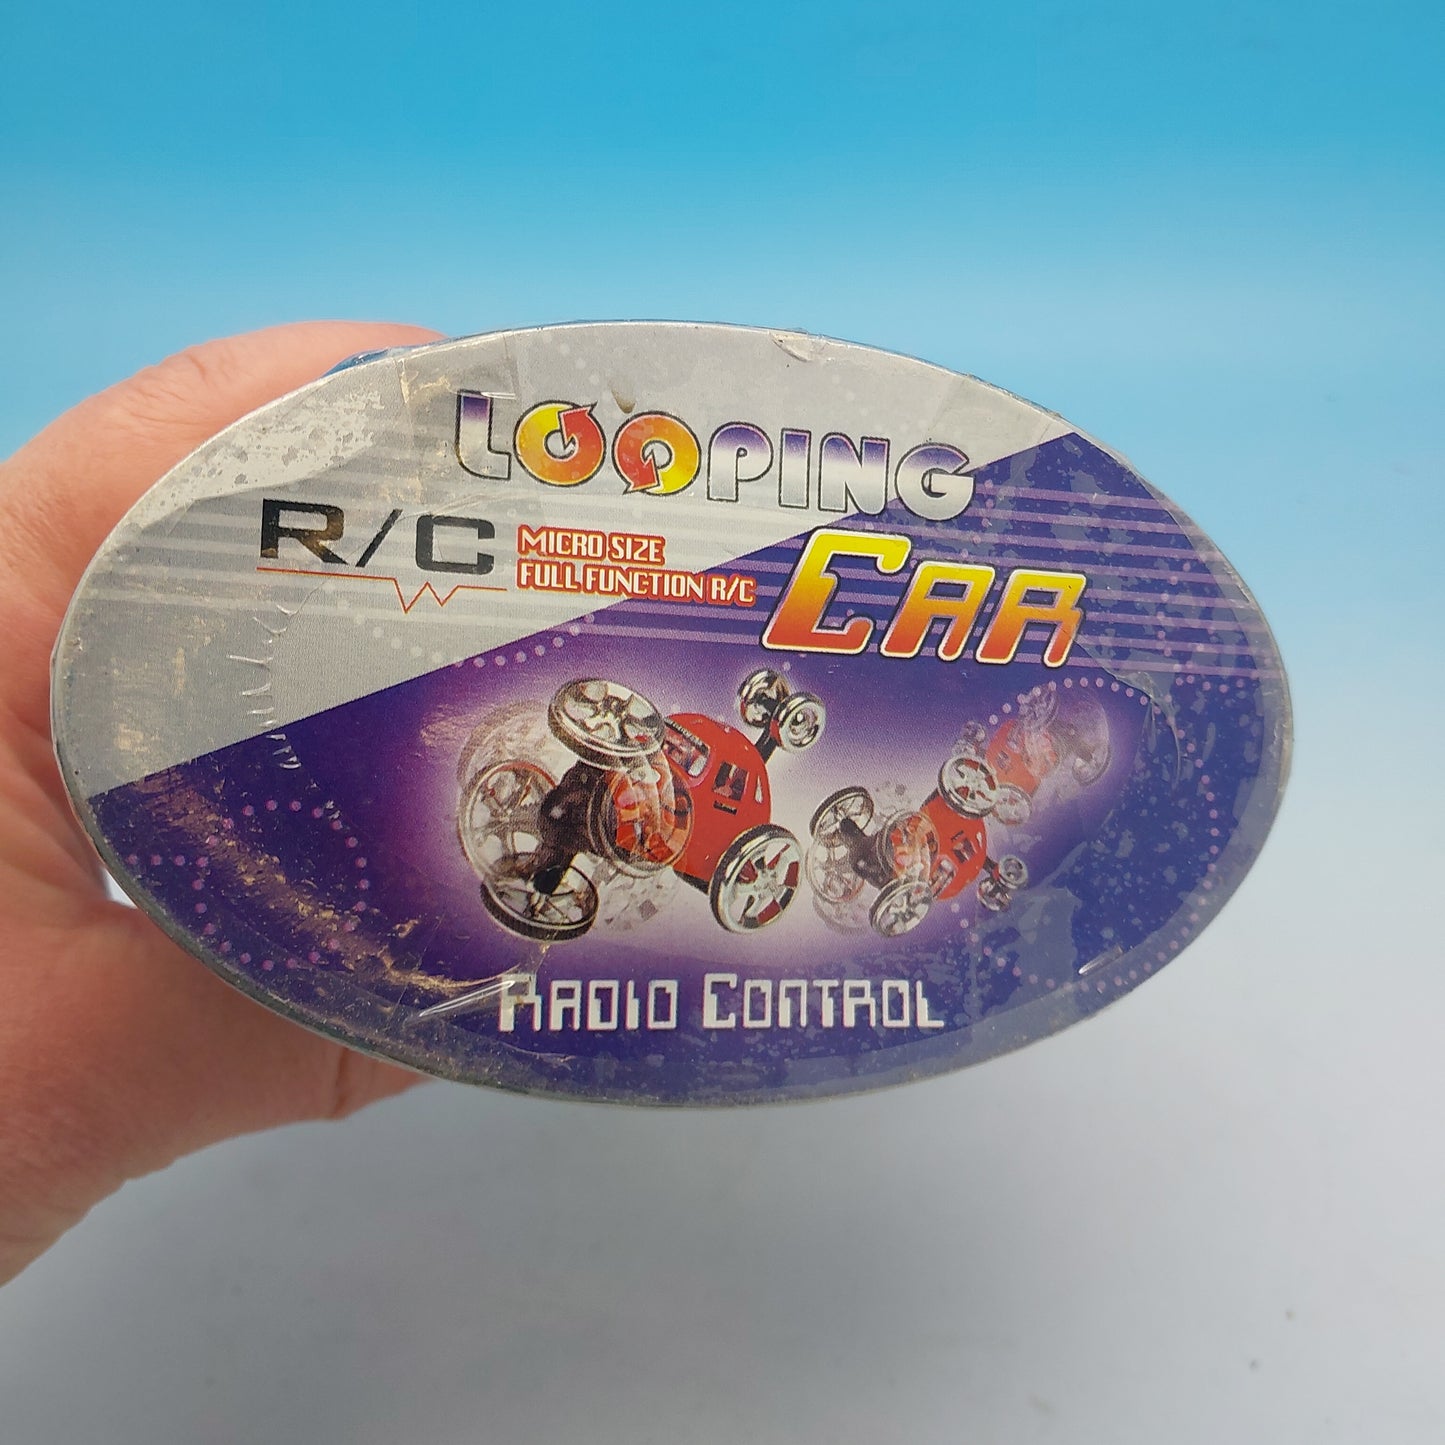 LOOPING
R/C
MICRO SIZE
FULL FUNCTION R/C
CAR
RADIO CONTROL